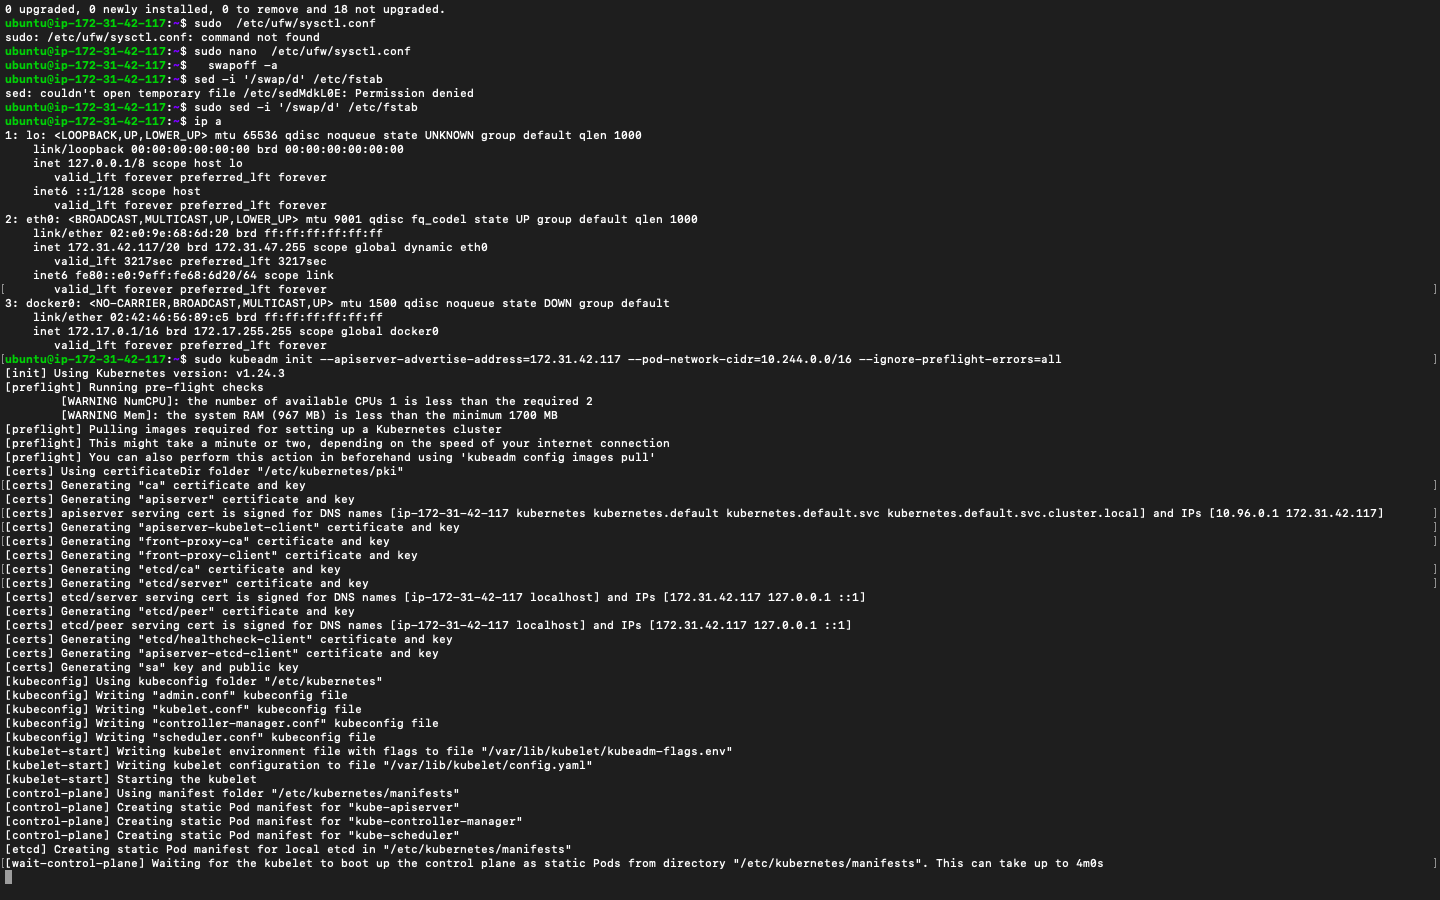 0 upgraded, 0 newly installed, 0 to remove and 18 not upgraded.
ubuntu@ip-172-31-42-117:~$ sudo  /etc/ufw/sysctl.conf
sudo: /etc/ufw/sysctl.conf: command not found
ubuntu@ip-172-31-42-117:~$ sudo nano  /etc/ufw/sysctl.conf
ubuntu@ip-172-31-42-117:~$   swapoff -a
ubuntu@ip-172-31-42-117:~$ sed -i '/swap/d' /etc/fstab
sed: couldn't open temporary file /etc/sedMdkL0E: Permission denied
ubuntu@ip-172-31-42-117:~$ sudo sed -i '/swap/d' /etc/fstab
ubuntu@ip-172-31-42-117:~$ ip a
1: lo: <LOOPBACK,UP,LOWER_UP> mtu 65536 qdisc noqueue state UNKNOWN group default qlen 1000
    link/loopback 00:00:00:00:00:00 brd 00:00:00:00:00:00
    inet 127.0.0.1/8 scope host lo
       valid_lft forever preferred_lft forever
    inet6 ::1/128 scope host
       valid_lft forever preferred_lft forever
2: eth0: <BROADCAST,MULTICAST,UP,LOWER_UP> mtu 9001 qdisc fq_codel state UP group default qlen 1000
    link/ether 02:e0:9e:68:6d:20 brd ff:ff:ff:ff:ff:ff
    inet 172.31.42.117/20 brd 172.31.47.255 scope global dynamic eth0
       valid_lft 3217sec preferred_lft 3217sec
    inet6 fe80::e0:9eff:fe68:6d20/64 scope link
[       valid_lft forever preferred_lft forever ]
3: docker0: <NO-CARRIER,BROADCAST,MULTICAST,UP> mtu 1500 qdisc noqueue state DOWN group default
    link/ether 02:42:46:56:89:c5 brd ff:ff:ff:ff:ff:ff
    inet 172.17.0.1/16 brd 172.17.255.255 scope global docker0
       valid_lft forever preferred_lft forever
[ubuntu@ip-172-31-42-117:~$ sudo kubeadm init --apiserver-advertise-address=172.31.42.117 --pod-network-cidr=10.244.0.0/16 --ignore-preflight-errors=all ]
[init] Using Kubernetes version: v1.24.3
[preflight] Running pre-flight checks
        [WARNING NumCPU]: the number of available CPUs 1 is less than the required 2
        [WARNING Mem]: the system RAM (967 MB) is less than the minimum 1700 MB
[preflight] Pulling images required for setting up a Kubernetes cluster
[preflight] This might take a minute or two, depending on the speed of your internet connection
[preflight] You can also perform this action in beforehand using 'kubeadm config images pull'
[certs] Using certificateDir folder "/etc/kubernetes/pki"
[[certs] Generating "ca" certificate and key ]
[certs] Generating "apiserver" certificate and key
[[certs] apiserver serving cert is signed for DNS names [ip-172-31-42-117 kubernetes kubernetes.default kubernetes.default.svc kubernetes.default.svc.cluster.local] and IPs [10.96.0.1 172.31.42.117] ]
[[certs] Generating "apiserver-kubelet-client" certificate and key ]
[[certs] Generating "front-proxy-ca" certificate and key ]
[certs] Generating "front-proxy-client" certificate and key
[[certs] Generating "etcd/ca" certificate and key ]
[[certs] Generating "etcd/server" certificate and key ]
[certs] etcd/server serving cert is signed for DNS names [ip-172-31-42-117 localhost] and IPs [172.31.42.117 127.0.0.1 ::1]
[certs] Generating "etcd/peer" certificate and key
[certs] etcd/peer serving cert is signed for DNS names [ip-172-31-42-117 localhost] and IPs [172.31.42.117 127.0.0.1 ::1]
[certs] Generating "etcd/healthcheck-client" certificate and key
[certs] Generating "apiserver-etcd-client" certificate and key
[certs] Generating "sa" key and public key
[kubeconfig] Using kubeconfig folder "/etc/kubernetes"
[kubeconfig] Writing "admin.conf" kubeconfig file
[kubeconfig] Writing "kubelet.conf" kubeconfig file
[kubeconfig] Writing "controller-manager.conf" kubeconfig file
[kubeconfig] Writing "scheduler.conf" kubeconfig file
[kubelet-start] Writing kubelet environment file with flags to file "/var/lib/kubelet/kubeadm-flags.env"
[kubelet-start] Writing kubelet configuration to file "/var/lib/kubelet/config.yaml"
[kubelet-start] Starting the kubelet
[control-plane] Using manifest folder "/etc/kubernetes/manifests"
[control-plane] Creating static Pod manifest for "kube-apiserver"
[control-plane] Creating static Pod manifest for "kube-controller-manager"
[control-plane] Creating static Pod manifest for "kube-scheduler"
[etcd] Creating static Pod manifest for local etcd in "/etc/kubernetes/manifests"
[[wait-control-plane] Waiting for the kubelet to boot up the control plane as static Pods from directory "/etc/kubernetes/manifests". This can take up to 4m0s ]